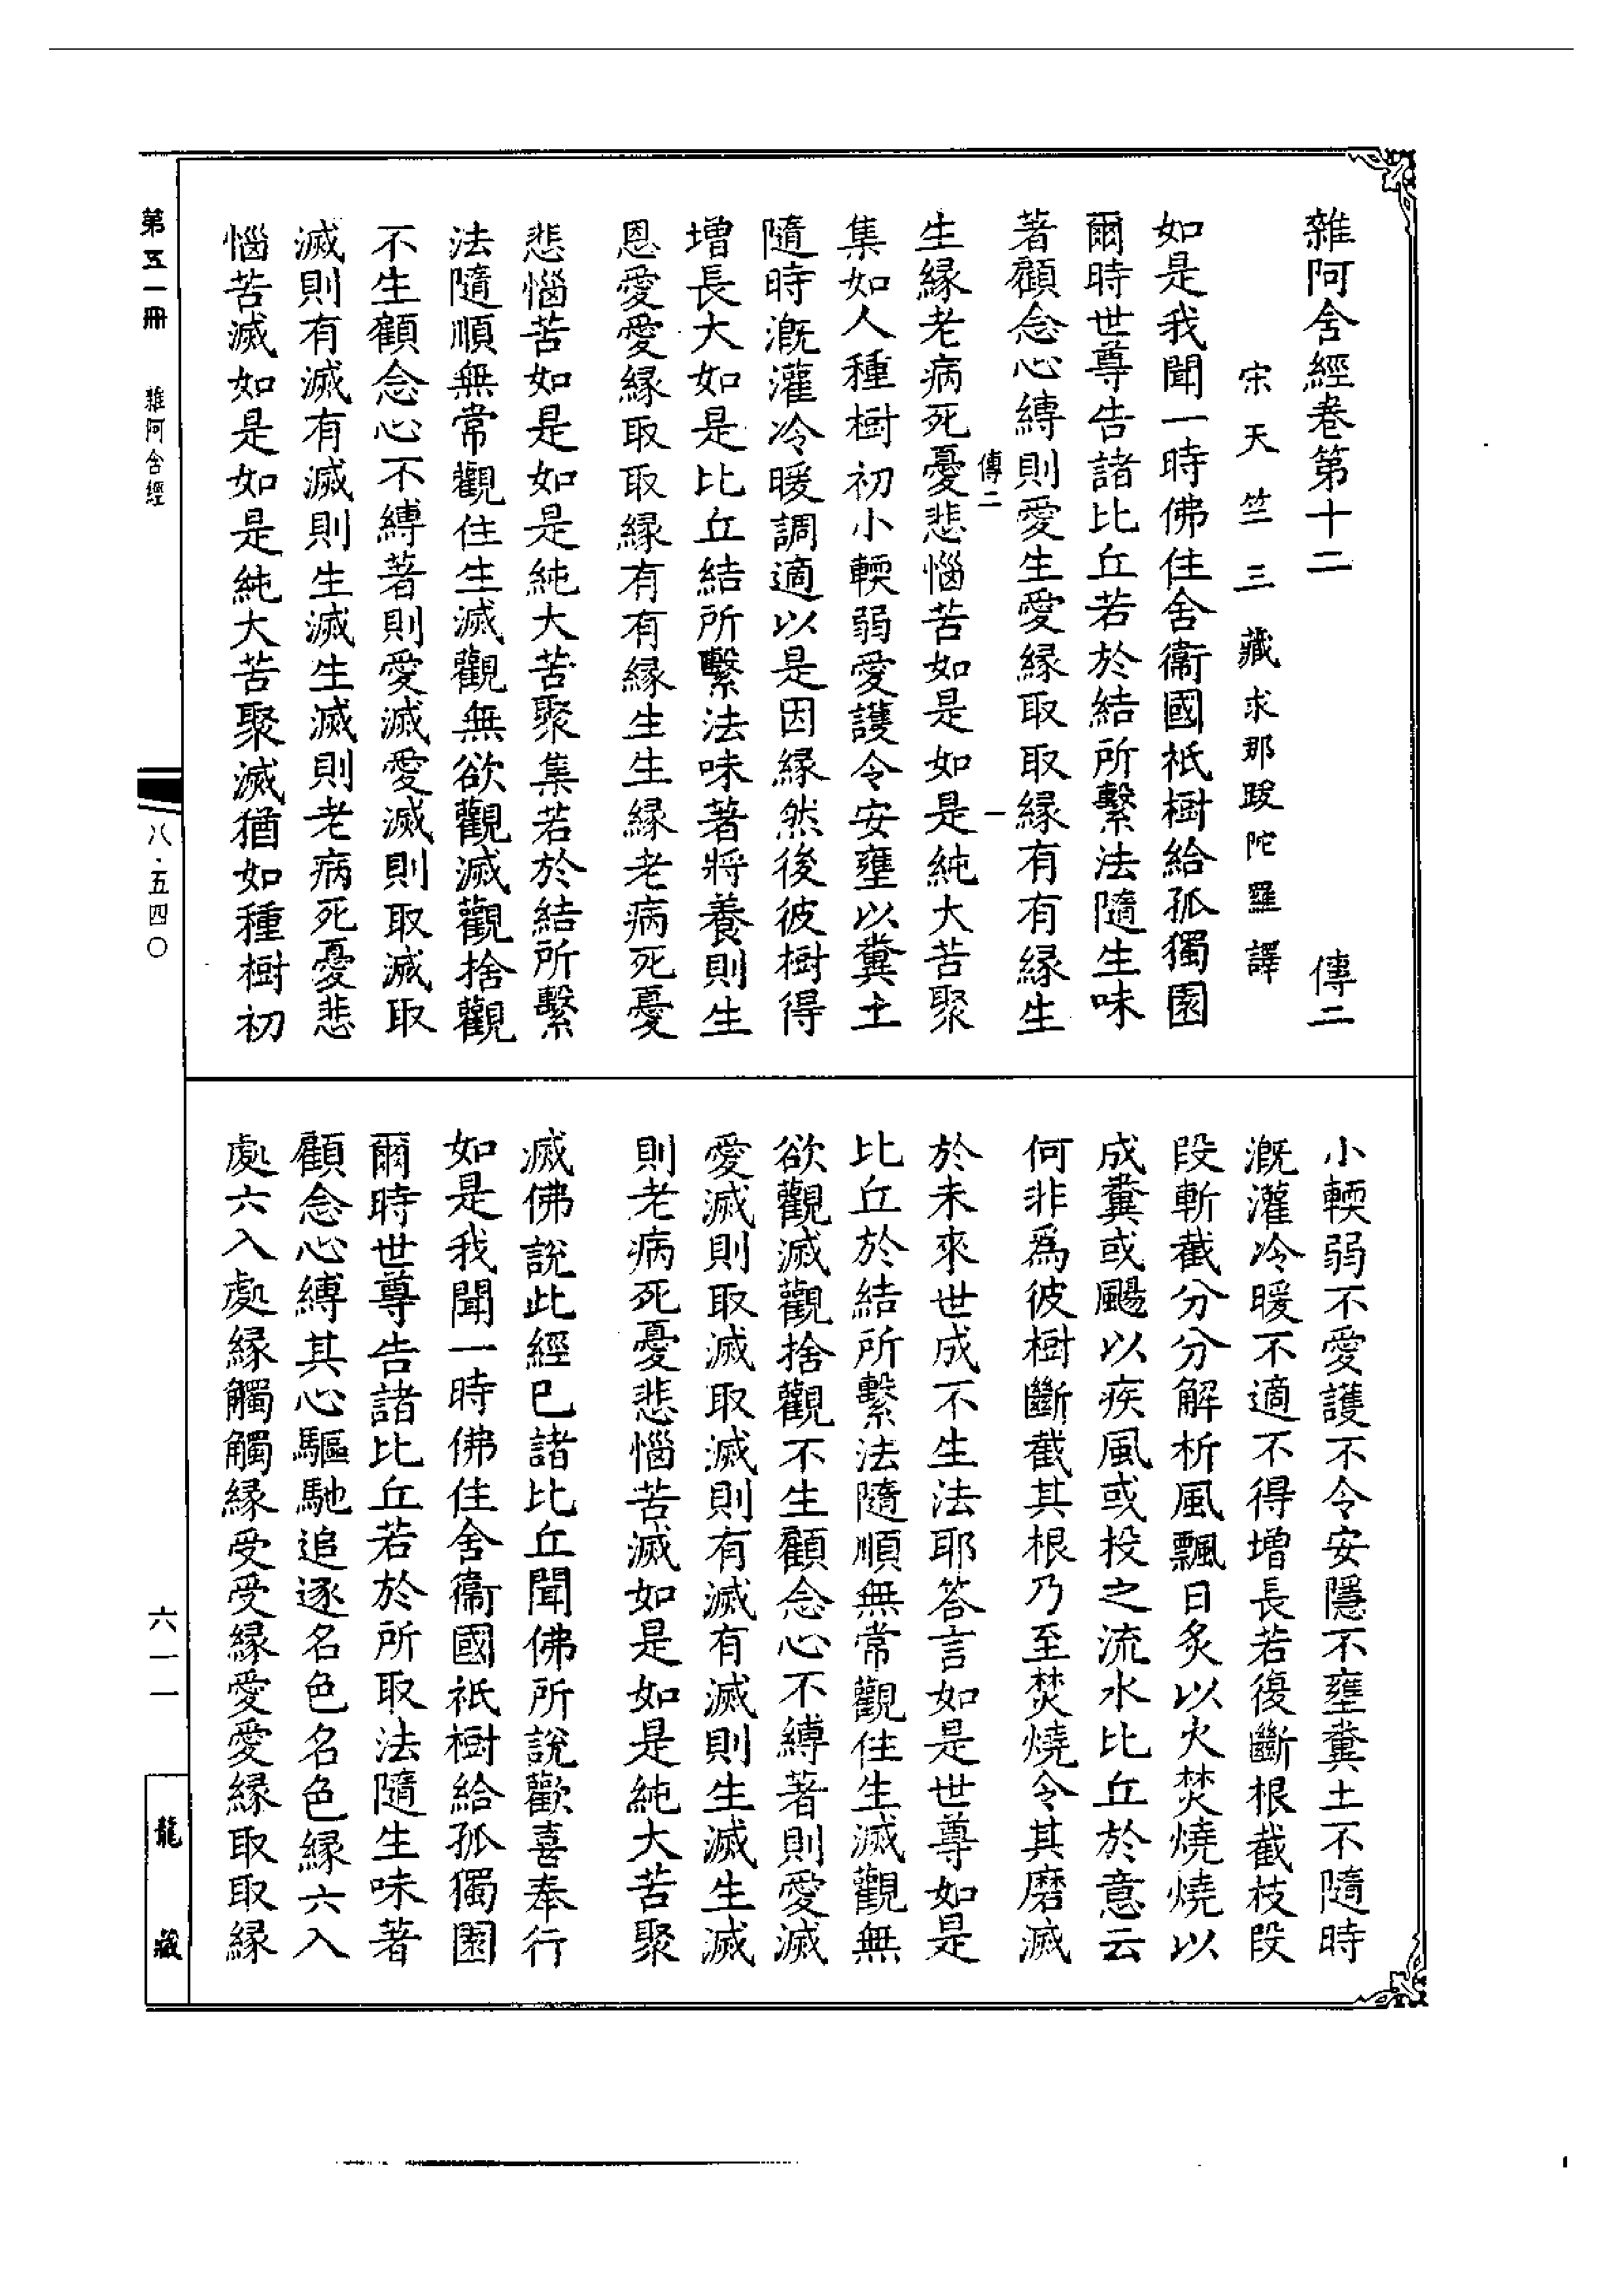 雜阿含經卷第十二　傳二
宋天竺三藏求那跋陀羅譯
如是我聞一時佛住舍衞國祇樹給孤獨園
爾時世尊告諸比丘若於結所繫法隨生味
著顧念心縛則愛生愛緣取取緣有有緣生
傳二　一
生緣老病死憂悲惱苦如是如是純大苦聚
集如人種樹初小輭弱愛護令安壅以糞土
隨時漑灌冷暖調適以是因緣然後彼樹得
增長大如是比丘結所繫法味著將養則生
恩愛愛緣取取緣有有緣生生緣老病死憂
悲惱苦如是如是純大苦聚集若於結所繫
法隨順無常觀住生滅觀無欲觀滅觀捨觀
不生顧念心不縛著則愛滅愛滅則取滅取
滅則有滅有滅則生滅生滅則老病死憂悲
惱苦滅如是如是純大苦聚滅猶如種樹初
小輭弱不愛護不令安隱不壅糞土不隨時
漑灌冷暖不適不得增長若復斷根截枝段
段斬截分分解析風飄日炙以火焚燒燒以
成糞或颺以疾風或投之流水比丘於意云
何非爲彼樹斷截其根乃至焚燒令其磨滅
於未來世成不生法耶答言如是世尊如是
比丘於結所繫法隨順無常觀住生滅觀無
欲觀滅觀捨觀不生顧念心不縛著則愛滅
愛滅則取滅取滅則有滅有滅則生滅生滅
則老病死憂悲惱苦滅如是如是純大苦聚
滅佛說此經已諸比丘聞佛所說歡喜奉行
如是我聞一時佛住舍衞國祇樹給孤獨園
爾時世尊告諸比丘若於所取法隨生味著
顧念心縛其心驅馳追逐名色名色緣六入
處六入處緣觸觸緣受受緣愛愛緣取取緣
第五一冊　雜阿含經　八·五四〇　六一一　龍藏